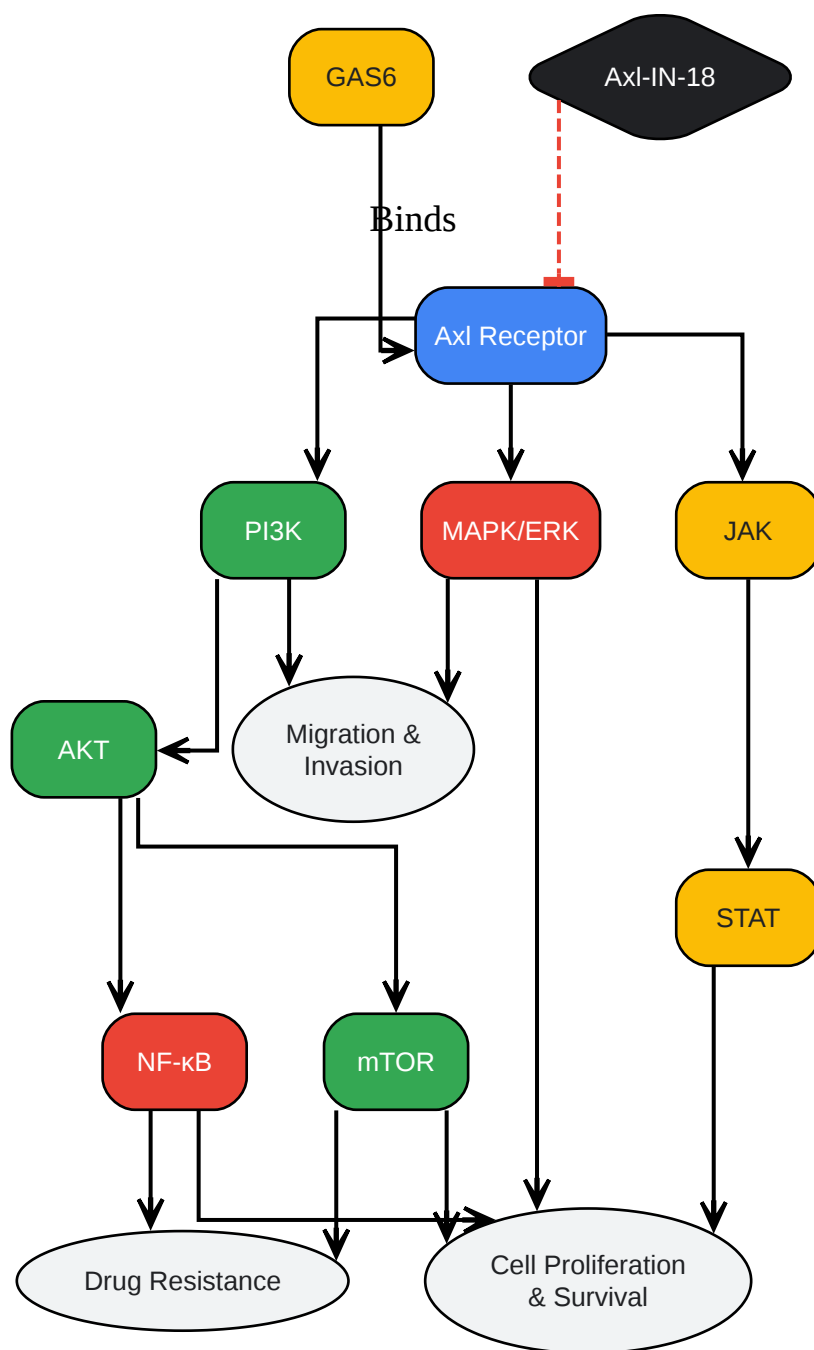 GAS6
Axl-IN-18
Binds
Axl Receptor
PI3K
MAPK/ERK
JAK
Migration &
Invasion
AKT
STAT
NF-κB
mTOR
Drug Resistance
Cell Proliferation
& Survival